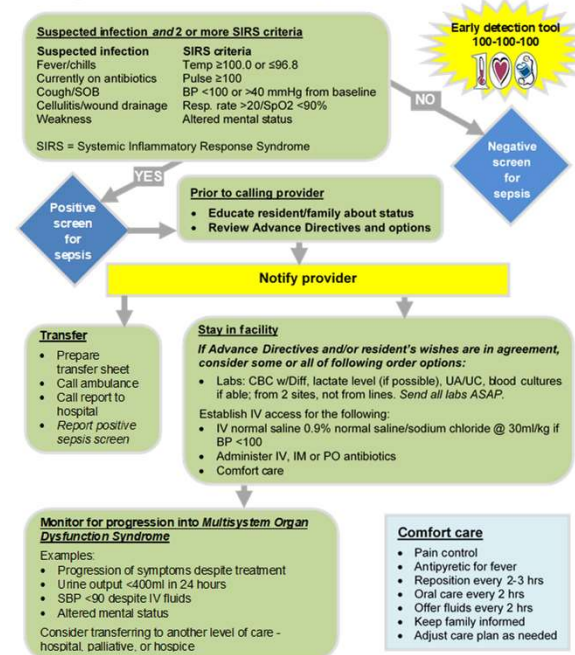 Suspected infection and 2 or more SIRS criteria
Suspected infection SIRS criteria
Fever/chills Temp ≥100.0 or ≤96.8
Currently on antibiotics Pulse ≥100
Cough/SOB BP <100 or >40 mmHg from baseline
Cellulitis/wound drainage Resp. rate >20/SpO2 <90%
Weakness Altered mental status
SIRS = Systemic Inflammatory Response Syndrome
Early detection tool
100-100-100
NO
Negative
screen
for
sepsis
YES
Positive
screen
for
sepsis
Prior to calling provider
• Educate resident/family about status
• Review Advance Directives and options
Notify provider
Transfer
• Prepare
transfer sheet
• Call ambulance
• Call report to
hospital
• Report positive
sepsis screen
Stay in facility
If Advance Directives and/or resident's wishes are in agreement,
consider some or all of following order options:
• Labs: CBC w/Diff, lactate level (if possible), UA/UC, blood cultures
if able; from 2 sites, not from lines. Send all labs ASAP.
Establish IV access for the following:
• IV normal saline 0.9% normal saline/sodium chloride @ 30ml/kg if
BP <100
• Administer IV, IM or PO antibiotics
• Comfort care
Monitor for progression into Multisystem Organ
Dysfunction Syndrome
Examples:
• Progression of symptoms despite treatment
• Urine output <400ml in 24 hours
• SBP <90 despite IV fluids
• Altered mental status
Consider transferring to another level of care -
hospital, palliative, or hospice
Comfort care
• Pain control
• Antipyretic for fever
• Reposition every 2-3 hrs
• Oral care every 2 hrs
• Offer fluids every 2 hrs
• Keep family informed
• Adjust care plan as needed